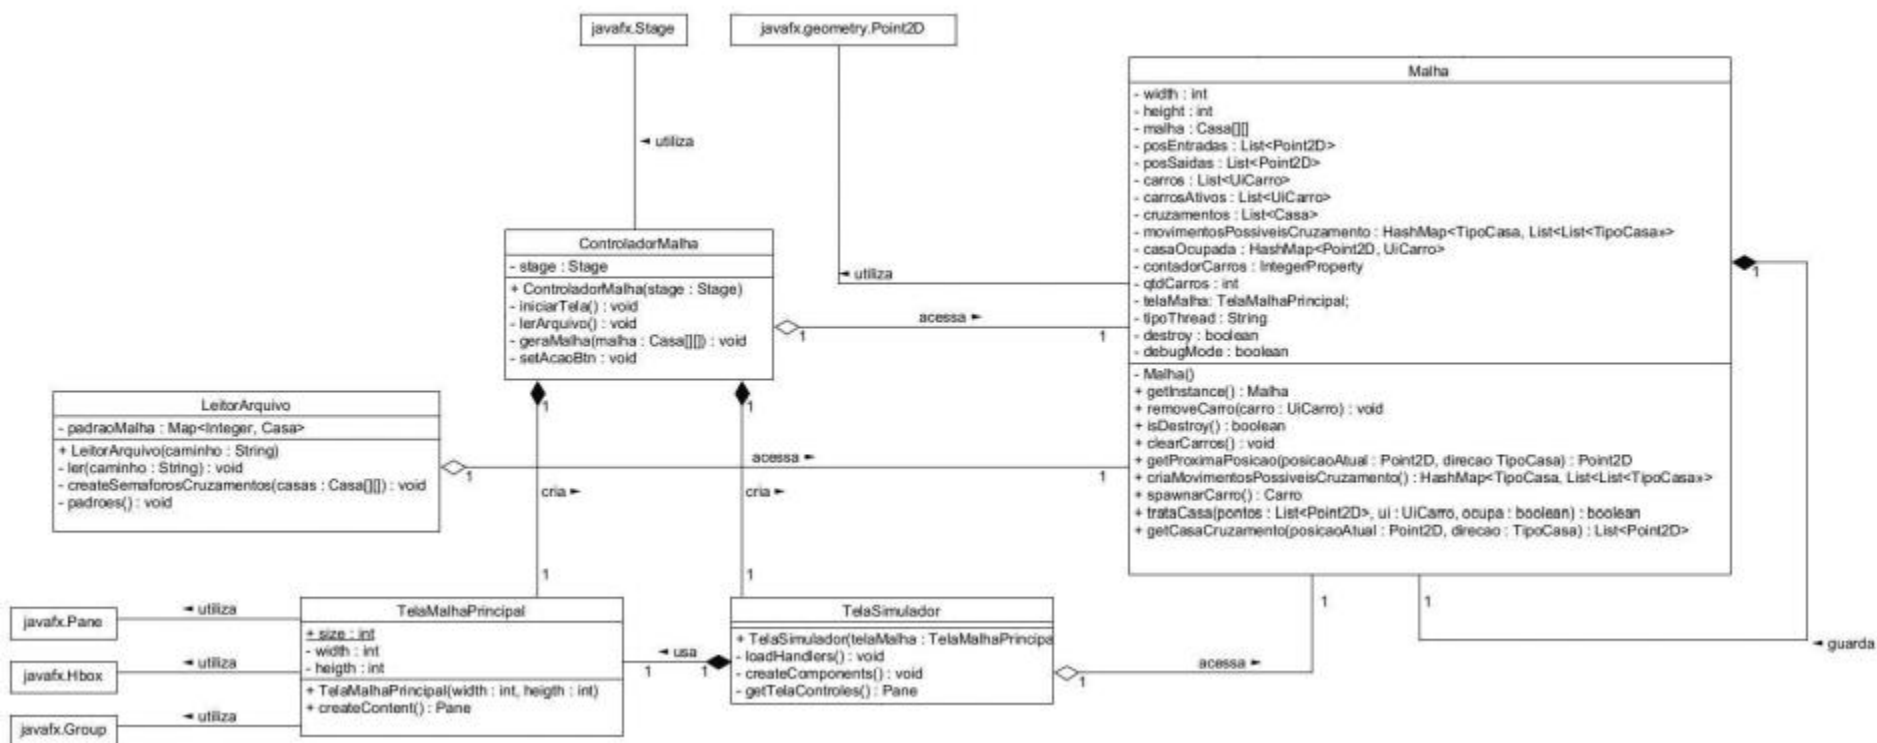 javafx.Stage
javafx.geometry.Point2D
◄ utiliza
◄ utiliza
Malha
- width : int
- height : int
- malha : Casa[][]
- posEntradas : List<Point2D>
- posSaidas : List<Point2D>
- carros : List<UiCarro>
- carrosAtivos : List<UiCarro>
- cruzamentos : List<Casa>
- movimentosPossiveisCruzamento : HashMap<TipoCasa, List<List<TipoCasa>>>
- casaOcupada : HashMap<Point2D, UiCarro>
- contadorCarros : IntegerProperty
- qtdCarros : int
- telaMalha: TelaMalhaPrincipal;
- tipoThread : String
- destroy : boolean
- debugMode : boolean
- Malha()
+ getInstance() : Malha
+ removeCarro(carro : UiCarro) : void
+ isDestroy() : boolean
+ clearCarros() : void
+ getProximaPosicao(posicaoAtual : Point2D, direcao TipoCasa) : Point2D
+ criaMovimentosPossiveisCruzamento() : HashMap<TipoCasa, List<List<TipoCasa>>>
+ spawnarCarro() : Carro
+ trataCasa(pontos : List<Point2D>, ui : UiCarro, ocupa : boolean) : boolean
+ getCasaCruzamento(posicaoAtual : Point2D, direcao : TipoCasa) : List<Point2D>
1
1
1
◄ guarda
ControladorMalha
- stage : Stage
+ ControladorMalha(stage : Stage)
- iniciarTela() : void
- lerArquivo() : void
- geraMalha(malha : Casa[][]) : void
- setAcaoBtn : void
1
acessa ►
1
1
1
LeitorArquivo
- padraoMalha : Map<Integer, Casa>
+ LeitorArquivo(caminho : String)
- ler(caminho : String) : void
- createSemaforosCruzamentos(casas : Casa[][]) : void
- padroes() : void
1
acessa ►
1
cria ►
cria ►
1
1
javafx.Pane
◄ utiliza
javafx.Hbox
◄ utiliza
javafx.Group
◄ utiliza
TelaMalhaPrincipal
+ size : int
- width : int
- heigth : int
+ TelaMalhaPrincipal(width : int, heigth : int)
+ createContent() : Pane
◄ usa
1
1
TelaSimulador
+ TelaSimulador(telaMalha : TelaMalhaPrincipa
- loadHandlers() : void
- createComponents() : void
- getTelaControles() : Pane
1
acessa ►